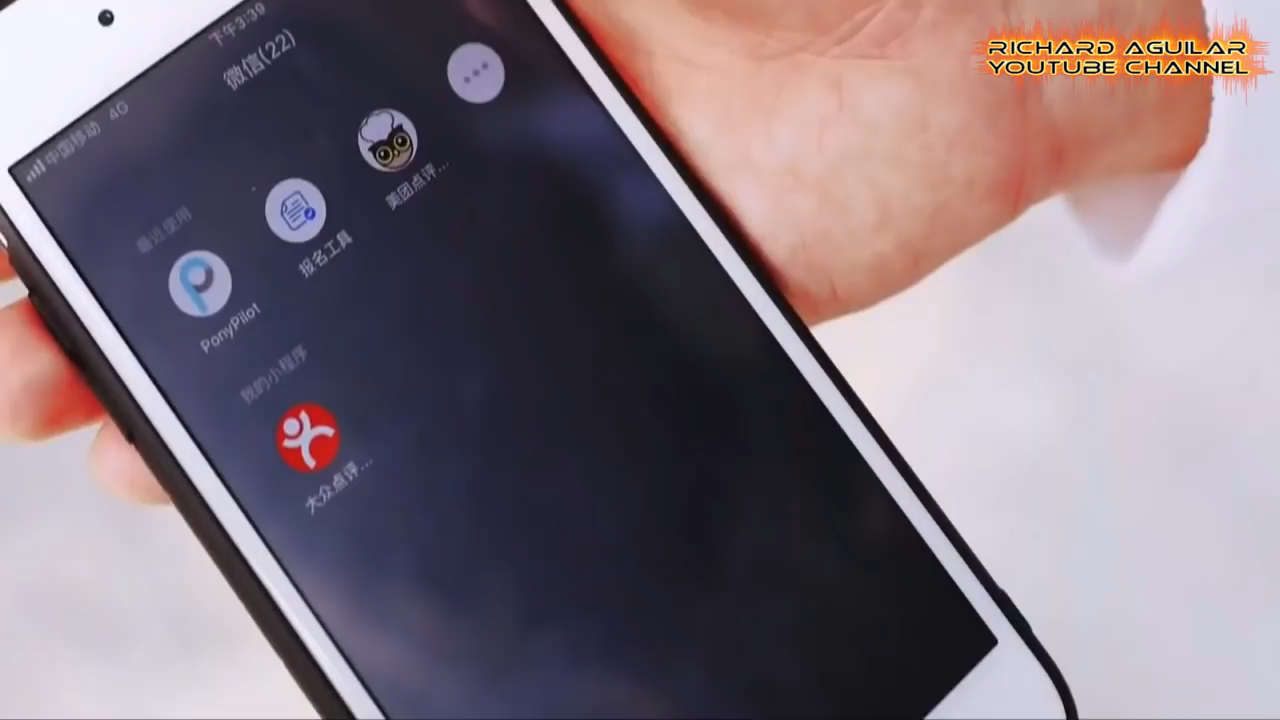 RICHARD AGUILAR
YOUTUBE CHANNEL
中国移动 4G
下午3:39
微信(22)
最近使用
PonyPilot
报名工具
美团点评...
我的小程序
大众点评...